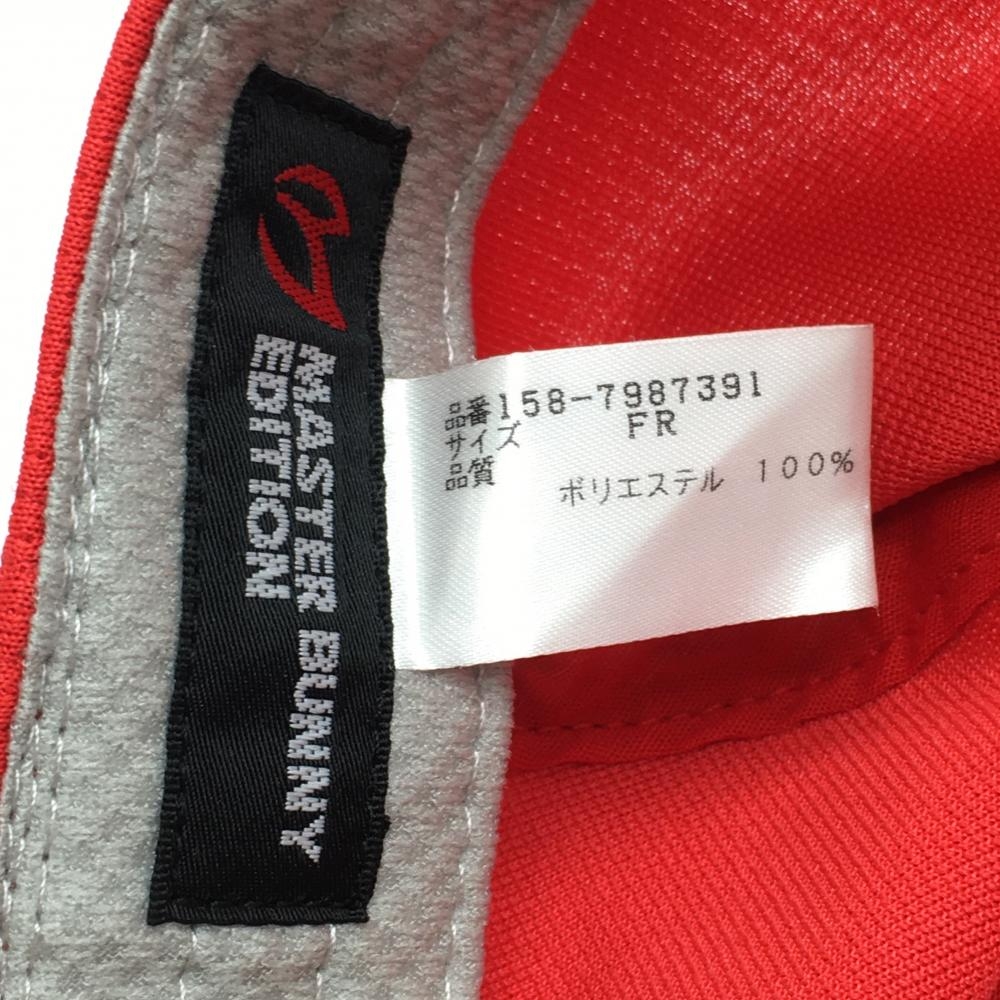 MASTER BUNNY
EDITION
品番158-7987391
サイズ FR
品質 ポリエステル 100%